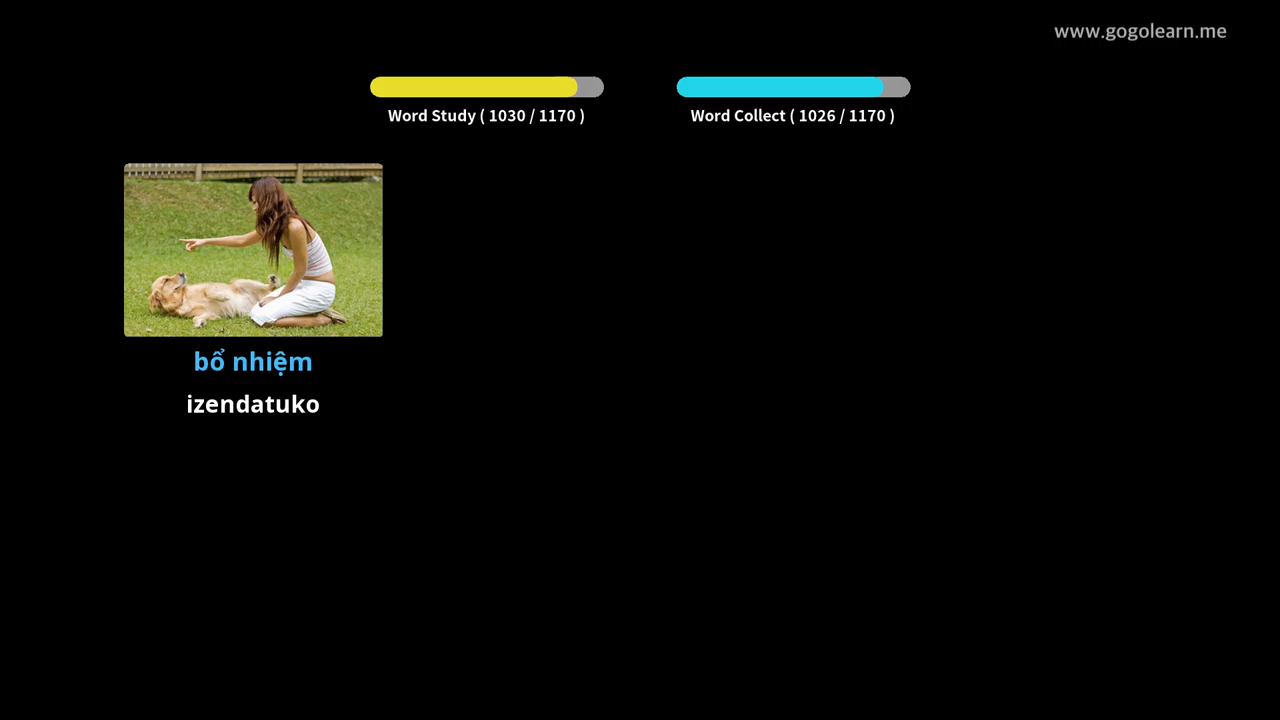 www.gogolearn.me
Word Study ( 1030 / 1170 )
Word Collect ( 1026 / 1170 )
bổ nhiệm
izendatuko